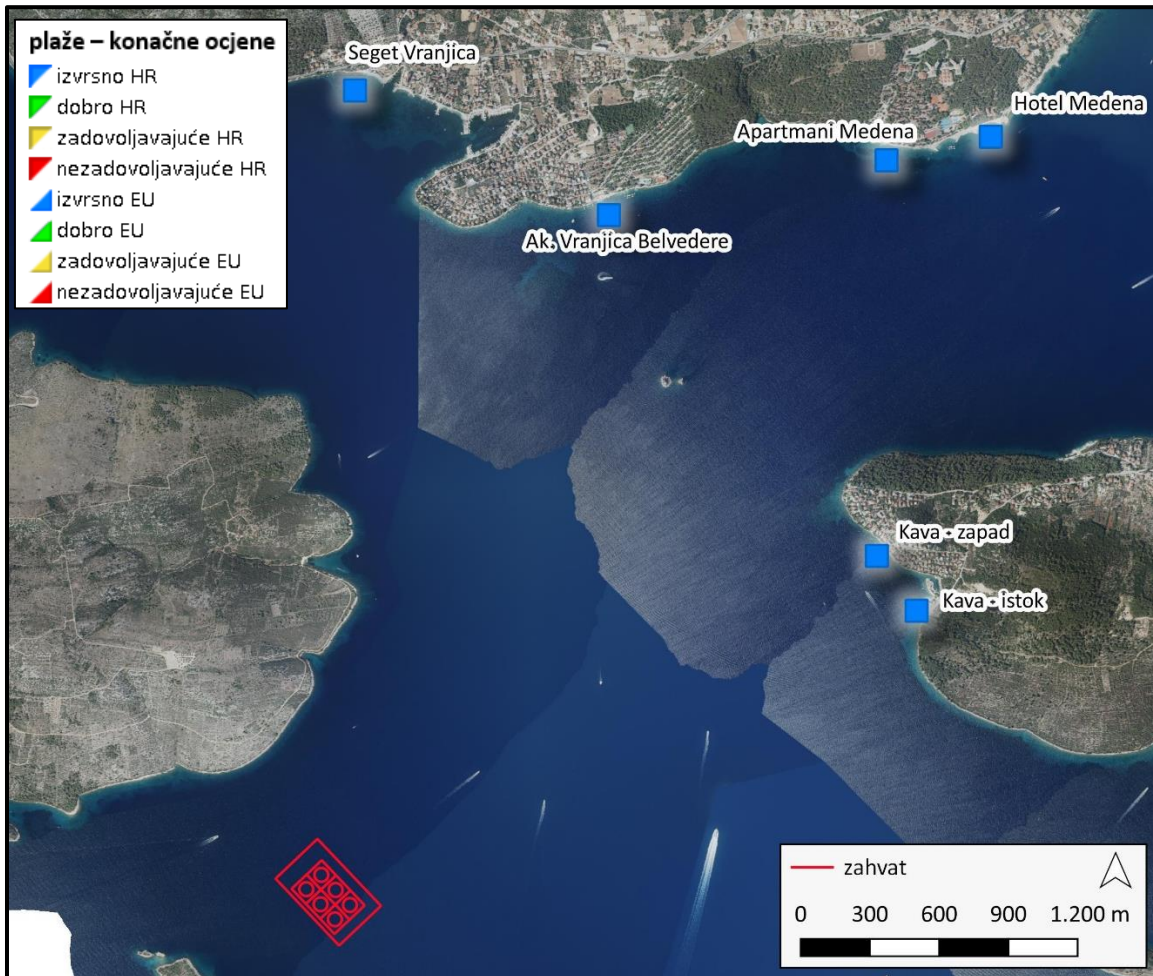 plaže – konačne ocjene
izvrsno HR
dobro HR
zadovoljavajuće HR
nezadovoljavajuće HR
izvrsno EU
dobro EU
zadovoljavajuće EU
nezadovoljavajuće EU
Seget Vranjica
Hotel Medena
Apartmani Medena
Ak. Vranjica Belvedere
Kava - zapad
Kava - istok
zahvat
0 300 600 900 1.200 m